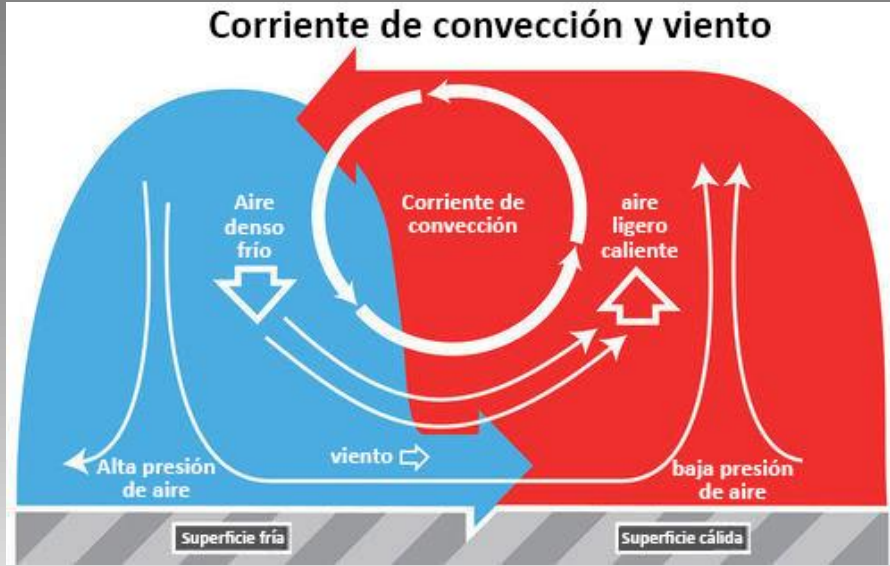 Corriente de convección y viento
Aire
denso
frío
Corriente de
convección
aire
ligero
caliente
viento
Alta presión
de aire
baja presión
de aire
Superficie fría
Superficie cálida